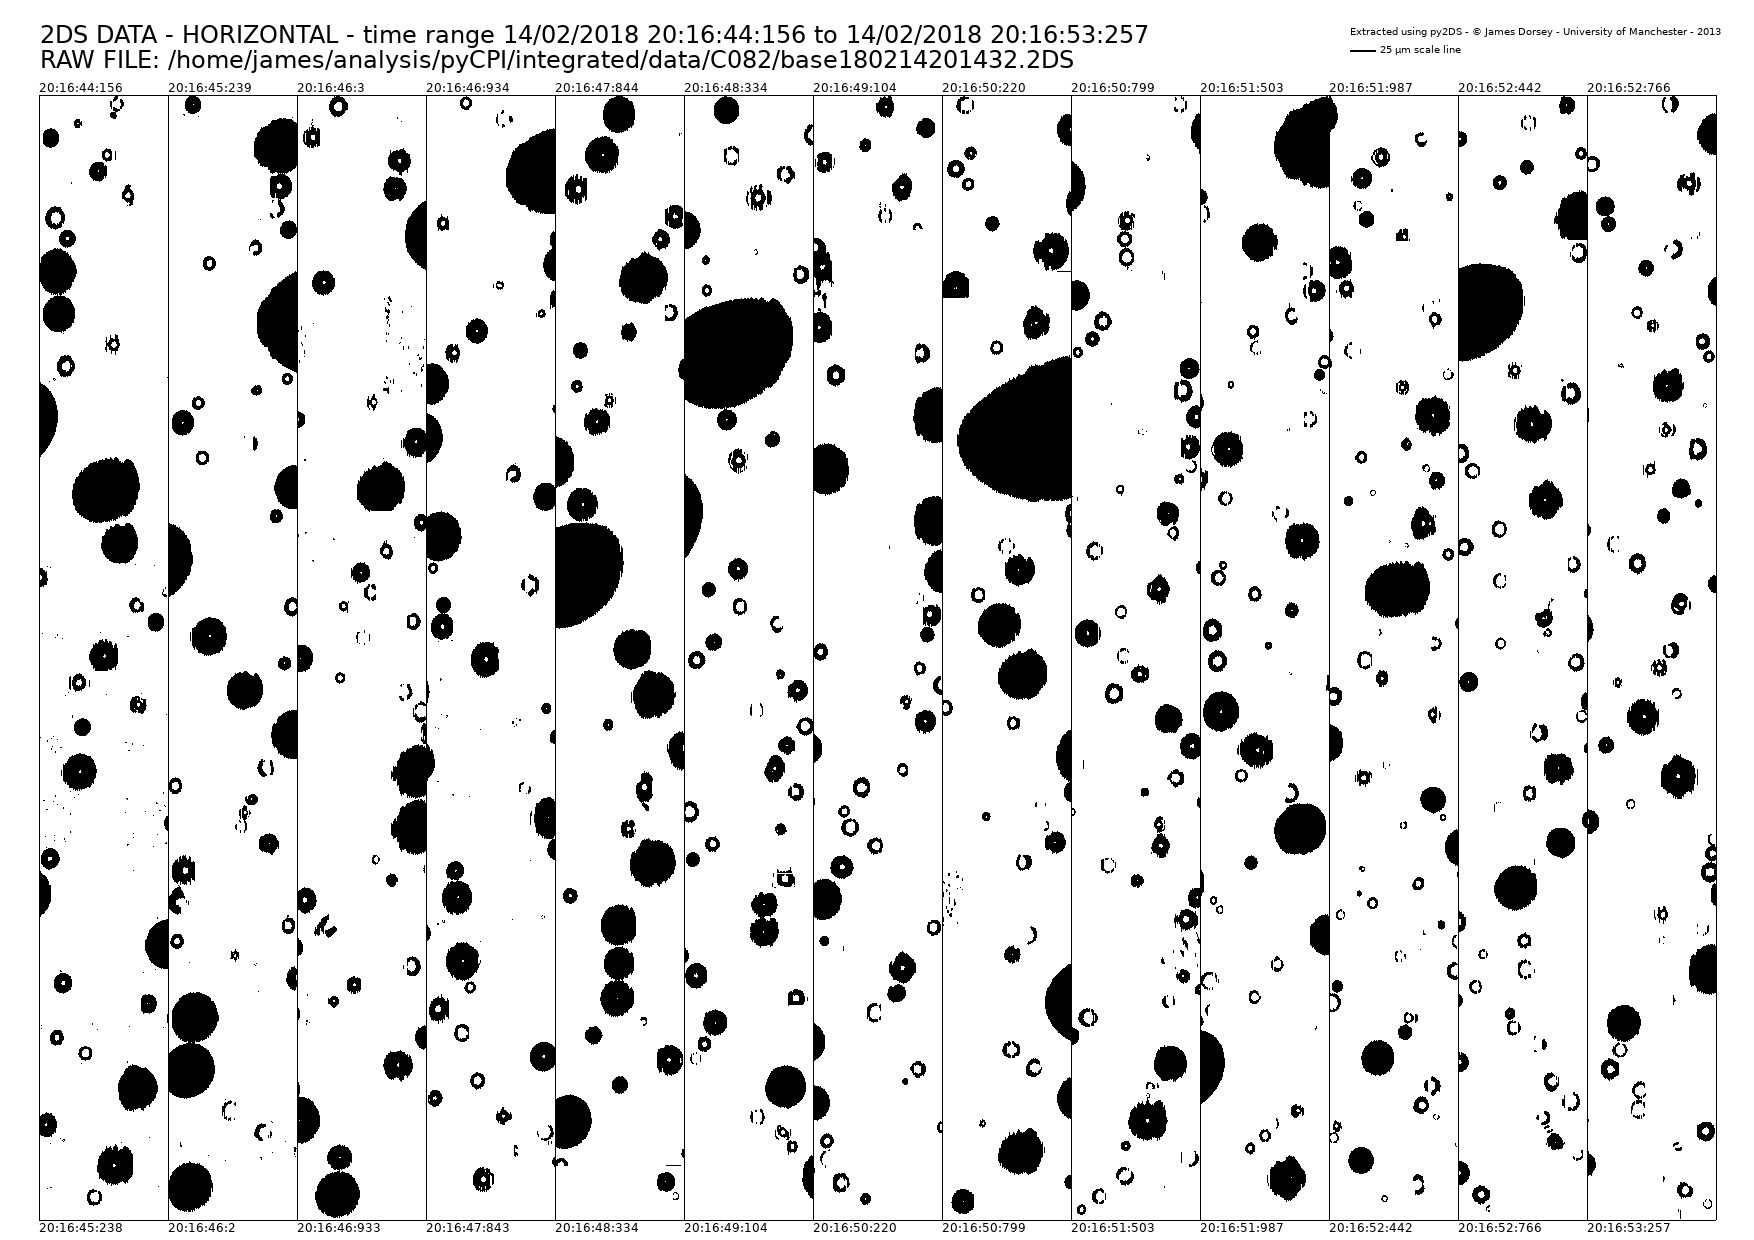 2DS DATA - HORIZONTAL - time range 14/02/2018 20:16:44:156 to 14/02/2018 20:16:53:257
RAW FILE: /home/james/analysis/pyCPI/integrated/data/C082/base180214201432.2DS
Extracted using py2DS - © James Dorsey - University of Manchester - 2013
25 µm scale line
20:16:44:156 20:16:45:239 20:16:46:3 20:16:46:934 20:16:47:844 20:16:48:334 20:16:49:104 20:16:50:220 20:16:50:799 20:16:51:503 20:16:51:987 20:16:52:442 20:16:52:766
20:16:45:238 20:16:46:2 20:16:46:933 20:16:47:843 20:16:48:334 20:16:49:104 20:16:50:220 20:16:50:799 20:16:51:503 20:16:51:987 20:16:52:442 20:16:52:766 20:16:53:257